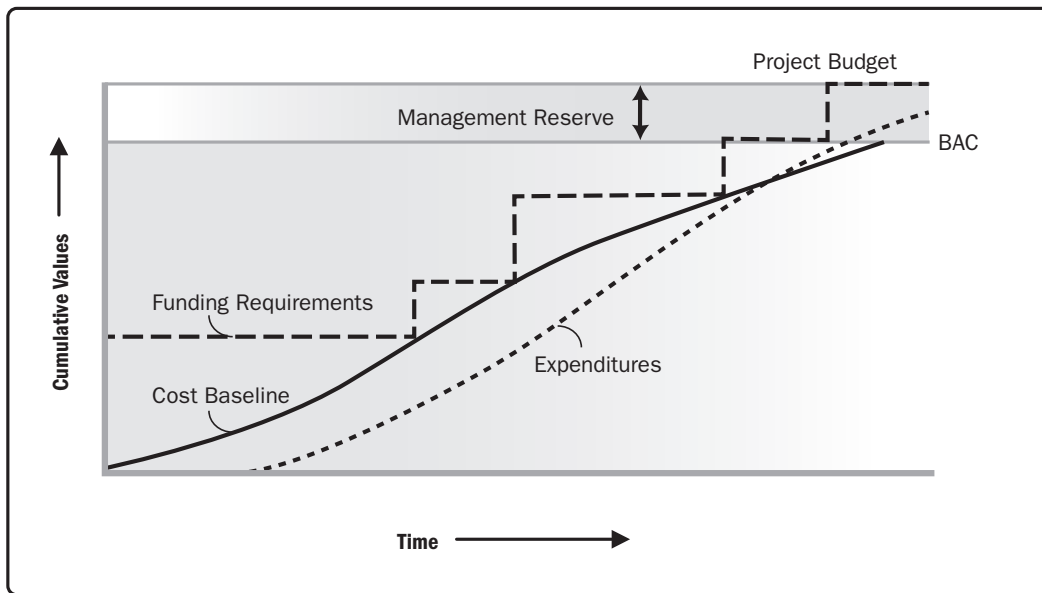 Project Budget
Management Reserve
BAC
Cumulative Values
Funding Requirements
Expenditures
Cost Baseline
Time